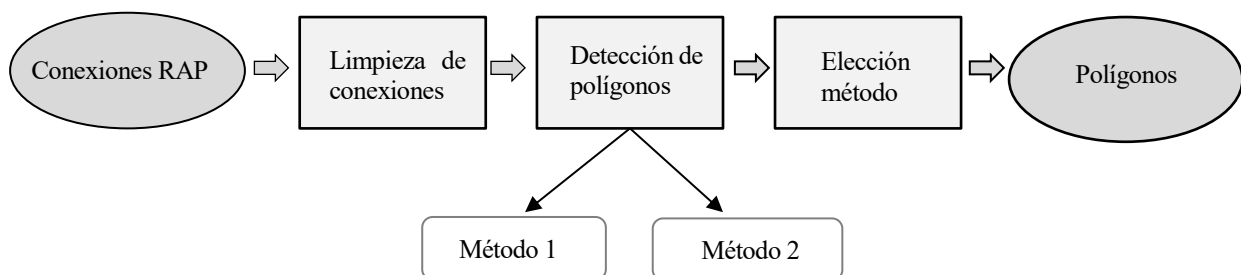 Conexiones RAP
Limpieza de
conexiones
Detección de
polígonos
Elección
método
Polígonos
Método 1
Método 2